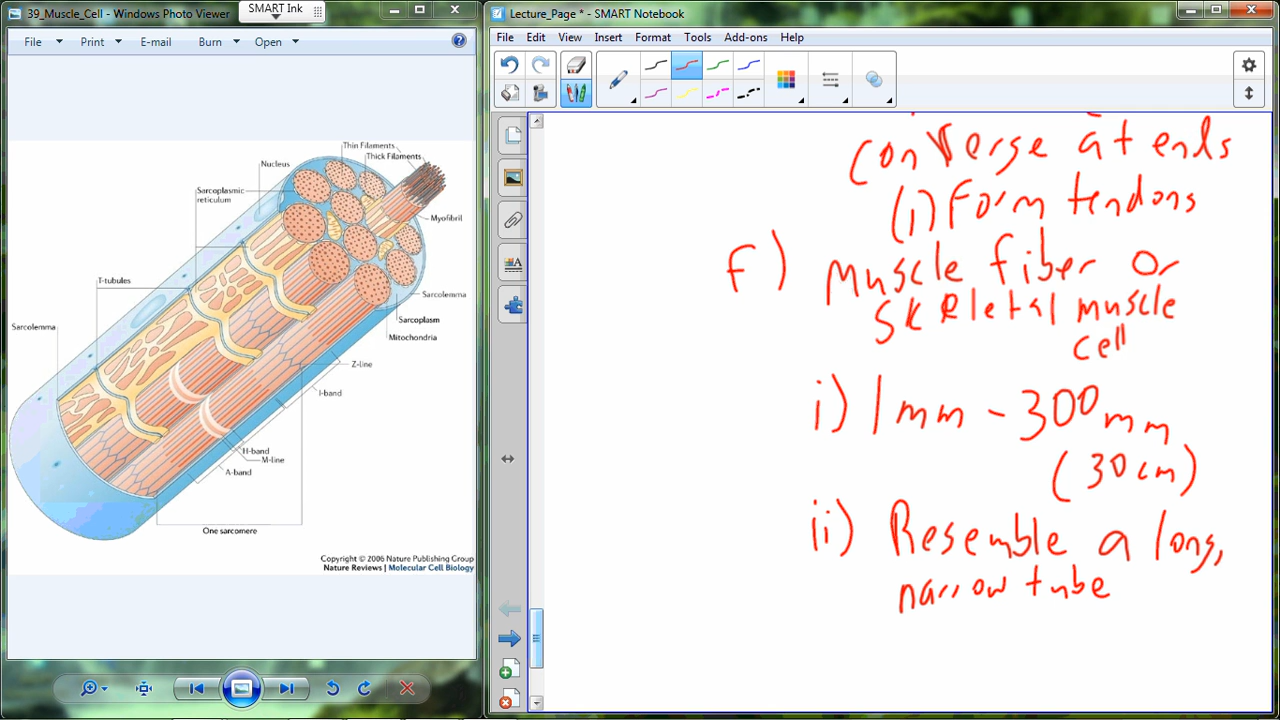 39_Muscle_Cell - Windows Photo Viewer
SMART Ink
File Print E-mail Burn Open
Thin Filaments
Thick Filaments
Nucleus
Sarcoplasmic
reticulum
Myofibril
T-tubules
Sarcolemma
Sarcoplasm
Sarcolemma
Mitochondria
Z-line
I-band
H-band
M-line
A-band
One sarcomere
Copyright © 2006 Nature Publishing Group
Nature Reviews | Molecular Cell Biology
Lecture_Page * - SMART Notebook
File Edit View Insert Format Tools Add-ons Help
converge at ends
(1) Form tendons
F) Muscle fiber or
skeletal muscle
cell
i) 1mm - 300mm
(30cm)
ii) Resemble a long,
narrow tube